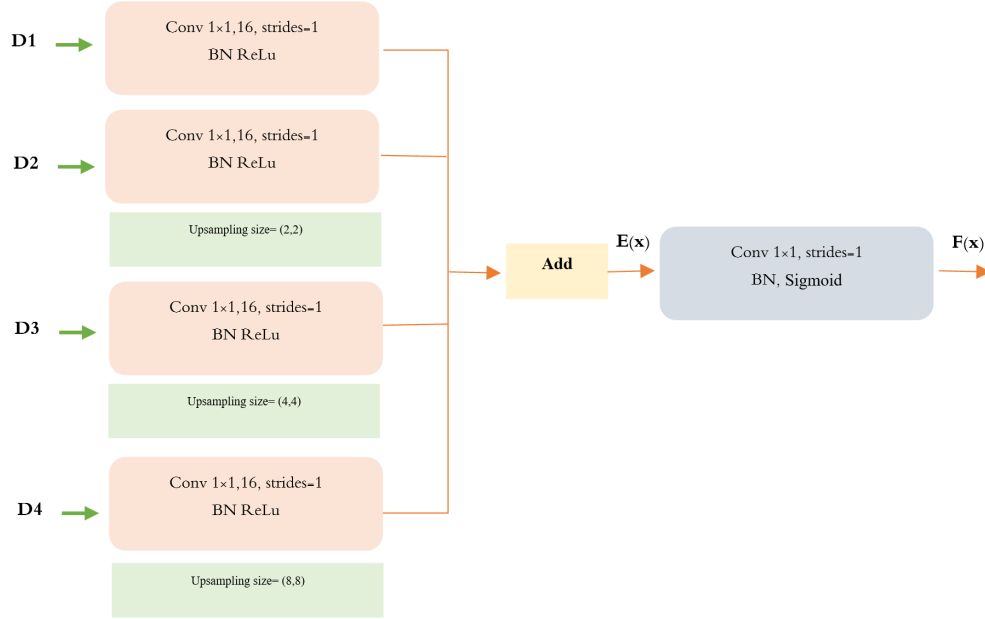 D1
Conv 1×1,16, strides=1
BN ReLu
D2
Conv 1×1,16, strides=1
BN ReLu
Upsampling size= (2,2)
D3
Conv 1×1,16, strides=1
BN ReLu
Upsampling size= (4,4)
D4
Conv 1×1,16, strides=1
BN ReLu
Upsampling size= (8,8)
Add
E(x)
Conv 1×1, strides=1
BN, Sigmoid
F(x)